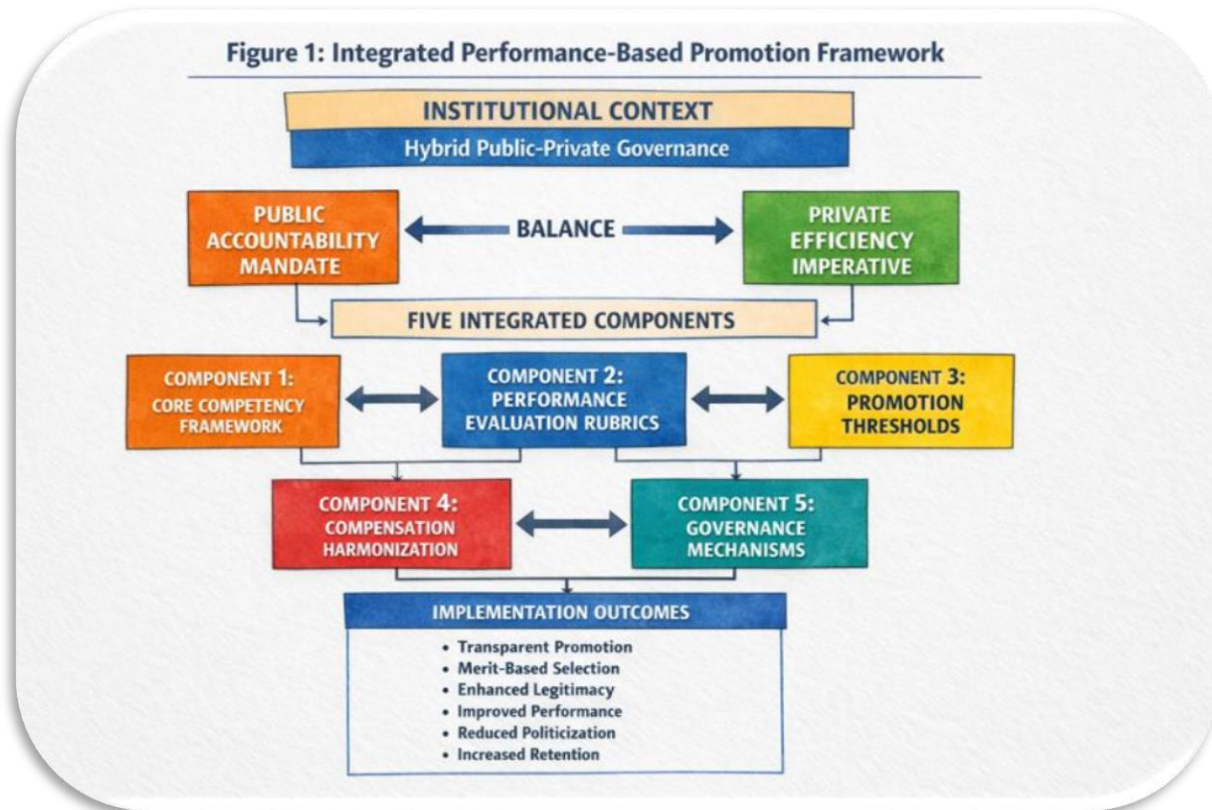 Figure 1: Integrated Performance-Based Promotion Framework
INSTITUTIONAL CONTEXT
Hybrid Public-Private Governance
PUBLIC
ACCOUNTABILITY
MANDATE
BALANCE
PRIVATE
EFFICIENCY
IMPERATIVE
FIVE INTEGRATED COMPONENTS
COMPONENT 1:
CORE COMPETENCY
FRAMEWORK
COMPONENT 2:
PERFORMANCE
EVALUATION RUBRICS
COMPONENT 3:
PROMOTION
THRESHOLDS
COMPONENT 4:
COMPENSATION
HARMONIZATION
COMPONENT 5:
GOVERNANCE
MECHANISMS
IMPLEMENTATION OUTCOMES
• Transparent Promotion
• Merit-Based Selection
• Enhanced Legitimacy
• Improved Performance
• Reduced Politicization
• Increased Retention